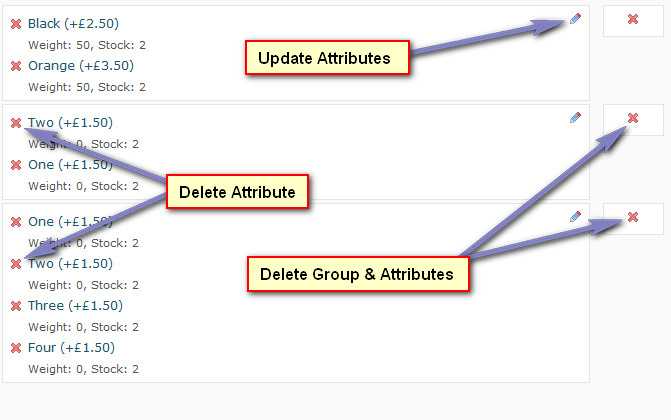 Black (+£2.50)
Weight: 50, Stock: 2
Orange (+£3.50)
Weight: 50, Stock: 2
Update Attributes
Two (+£1.50)
Weight: 0, Stock: 2
One (+£1.50)
Weight: 0, Stock: 2
Delete Attribute
One (+£1.50)
Weight: 0, Stock: 2
Two (+£1.50)
Weight: 0, Stock: 2
Delete Group & Attributes
Three (+£1.50)
Weight: 0, Stock: 2
Four (+£1.50)
Weight: 0, Stock: 2